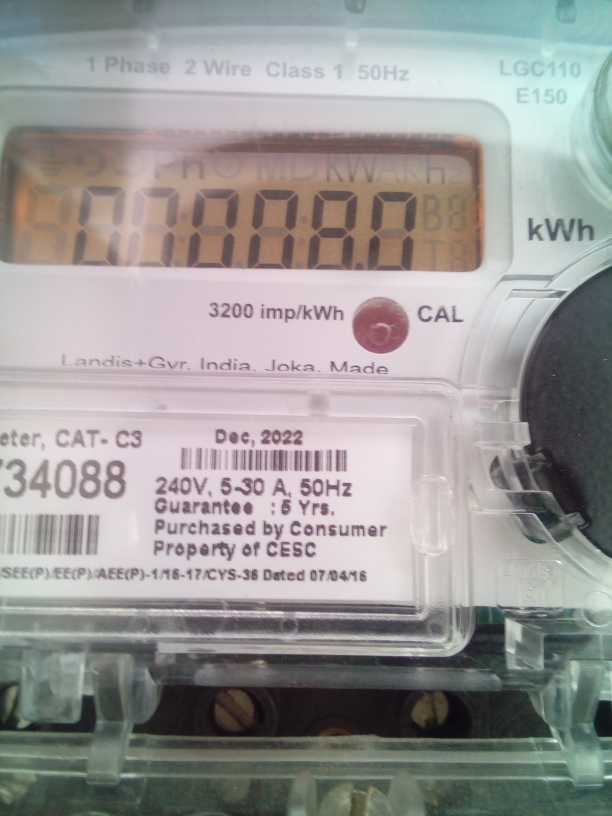 1 Phase 2 Wire Class 1 50Hz
LGC110
E150
00008.0
kWh
3200 imp/kWh CAL
Landis+Gyr, India, Joka, Made
eter, CAT- C3
734088
Dec, 2022
240V, 5-30 A, 50Hz
Guarantee : 5 Yrs.
Purchased by Consumer
Property of CESC
/SEE(P)/EE(P)/AEE(P)-1/16-17/CYS-36 Dated 07/04/16